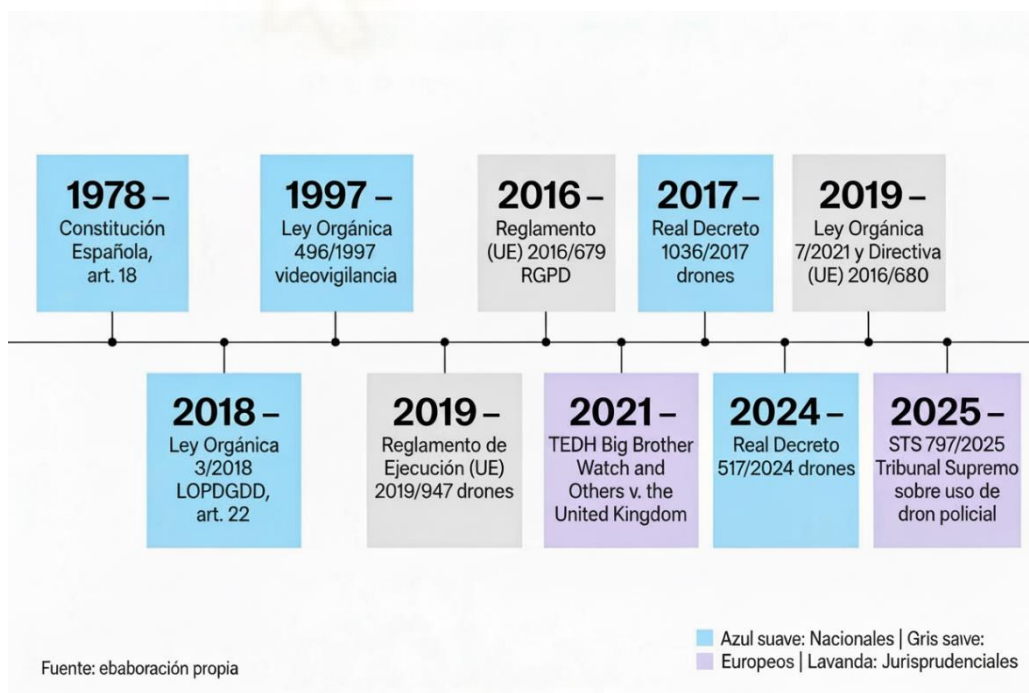 1978 –
Constitución
Española,
art. 18
1997 –
Ley Orgánica
496/1997
videovigilancia
2016 –
Reglamento
(UE) 2016/679
RGPD
2017 –
Real Decreto
1036/2017
drones
2019 –
Ley Orgánica
7/2021 y Directiva
(UE) 2016/680
2018 –
Ley Orgánica
3/2018
LOPDGDD,
art. 22
2019 –
Reglamento de
Ejecución (UE)
2019/947 drones
2021 –
TEDH Big Brother
Watch and
Others v. the
United Kingdom
2024 –
Real Decreto
517/2024 drones
2025 –
STS 797/2025
Tribunal Supremo
sobre uso de
dron policial
Azul suave: Nacionales | Gris save:
Europeos | Lavanda: Jurisprudenciales
Fuente: ebaboración propia